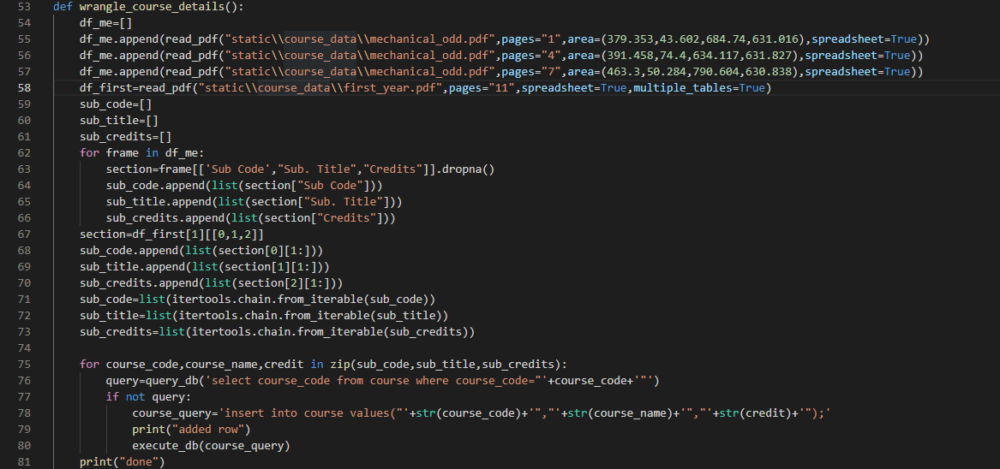 53 def wrangle_course_details():
54     df_me=[]
55     df_me.append(read_pdf("static\\course_data\\mechanical_odd.pdf",pages="1",area=(379.353,43.602,684.74,631.016),spreadsheet=True))
56     df_me.append(read_pdf("static\\course_data\\mechanical_odd.pdf",pages="4",area=(391.458,74.4,634.117,631.827),spreadsheet=True))
57     df_me.append(read_pdf("static\\course_data\\mechanical_odd.pdf",pages="7",area=(463.3,50.284,790.604,630.838),spreadsheet=True))
58     df_first=read_pdf("static\\course_data\\first_year.pdf",pages="11",spreadsheet=True,multiple_tables=True)
59     sub_code=[]
60     sub_title=[]
61     sub_credits=[]
62     for frame in df_me:
63         section=frame[['Sub Code',"Sub. Title","Credits"]].dropna()
64         sub_code.append(list(section["Sub Code"]))
65         sub_title.append(list(section["Sub. Title"]))
66         sub_credits.append(list(section["Credits"]))
67     section=df_first[1][[0,1,2]]
68     sub_code.append(list(section[0][1:]))
69     sub_title.append(list(section[1][1:]))
70     sub_credits.append(list(section[2][1:]))
71     sub_code=list(itertools.chain.from_iterable(sub_code))
72     sub_title=list(itertools.chain.from_iterable(sub_title))
73     sub_credits=list(itertools.chain.from_iterable(sub_credits))
74
75     for course_code,course_name,credit in zip(sub_code,sub_title,sub_credits):
76         query=query_db('select course_code from course where course_code="'+course_code+'"')
77         if not query:
78             course_query='insert into course values("'+str(course_code)+'","'+str(course_name)+'","'+str(credit)+'");'
79             print("added row")
80             execute_db(course_query)
81     print("done")